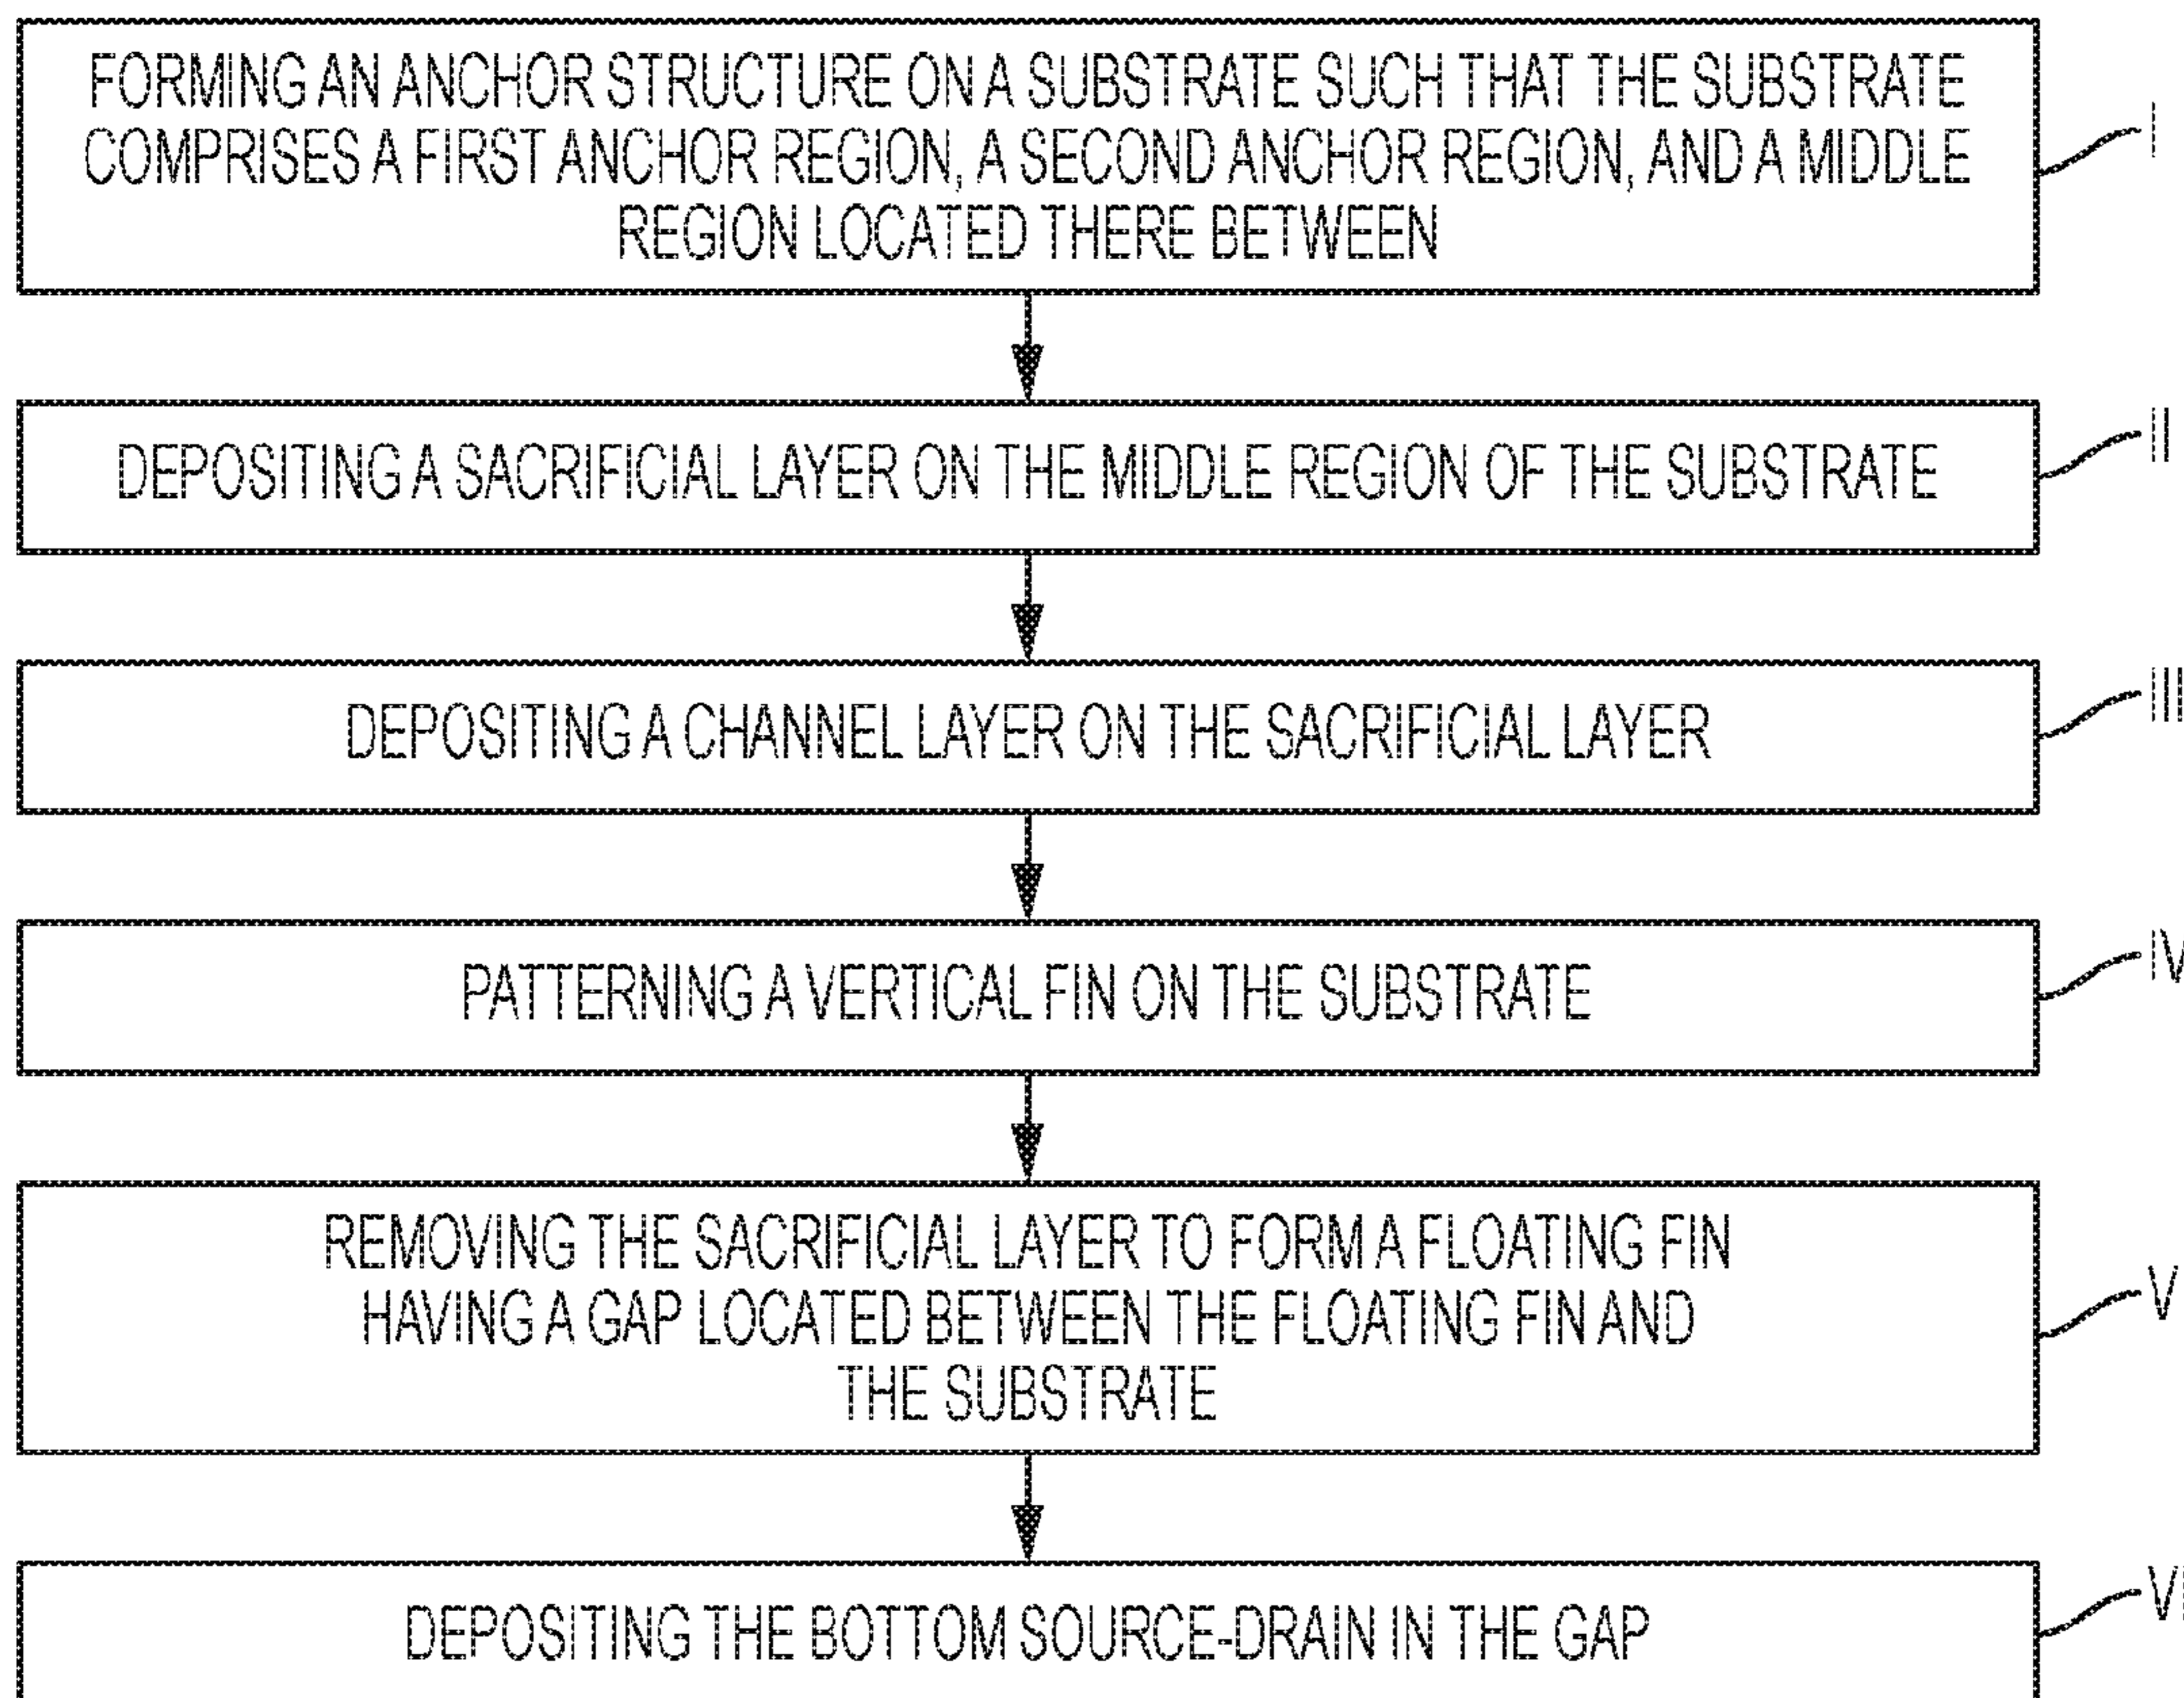 FORMING AN ANCHOR STRUCTURE ON A SUBSTRATE SUCH THAT THE SUBSTRATE
COMPRISES A FIRST ANCHOR REGION, A SECOND ANCHOR REGION, AND A MIDDLE
REGION LOCATED THERE BETWEEN
I
DEPOSITING A SACRIFICIAL LAYER ON THE MIDDLE REGION OF THE SUBSTRATE
II
DEPOSITING A CHANNEL LAYER ON THE SACRIFICIAL LAYER
III
PATTERNING A VERTICAL FIN ON THE SUBSTRATE
IV
REMOVING THE SACRIFICIAL LAYER TO FORM A FLOATING FIN
HAVING A GAP LOCATED BETWEEN THE FLOATING FIN AND
THE SUBSTRATE
V
DEPOSITING THE BOTTOM SOURCE-DRAIN IN THE GAP
VI